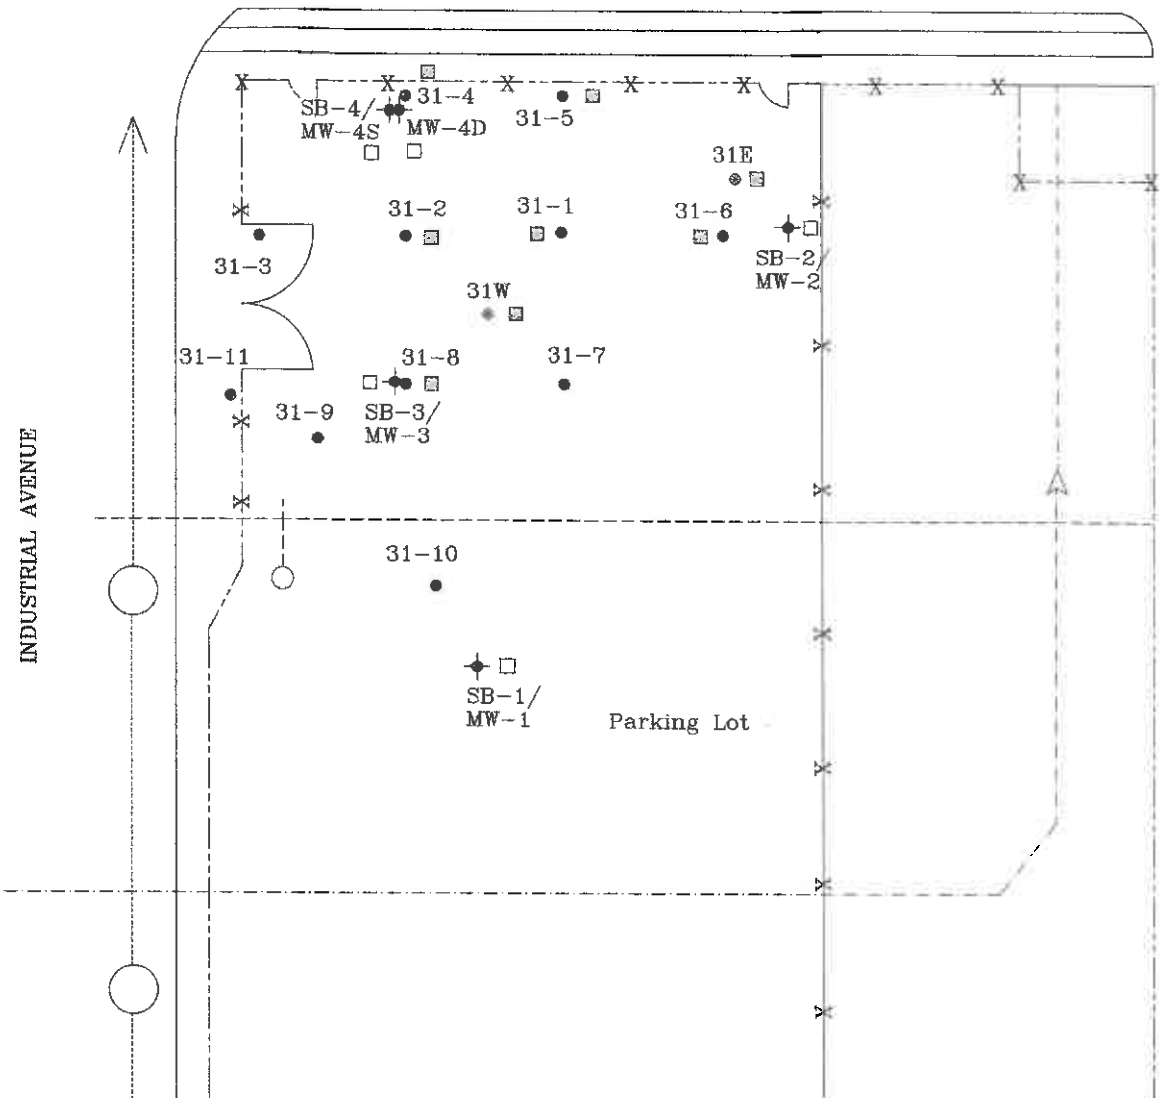 31-4
SB-4/
MW-4S
MW-4D
31-5
31E
31-2
31-1
31-6
31-3
SB-2/
MW-2
31W
31-11
31-8
31-7
31-9
SB-3/
MW-3
INDUSTRIAL AVENUE
31-10
SB-1/
MW-1
Parking Lot